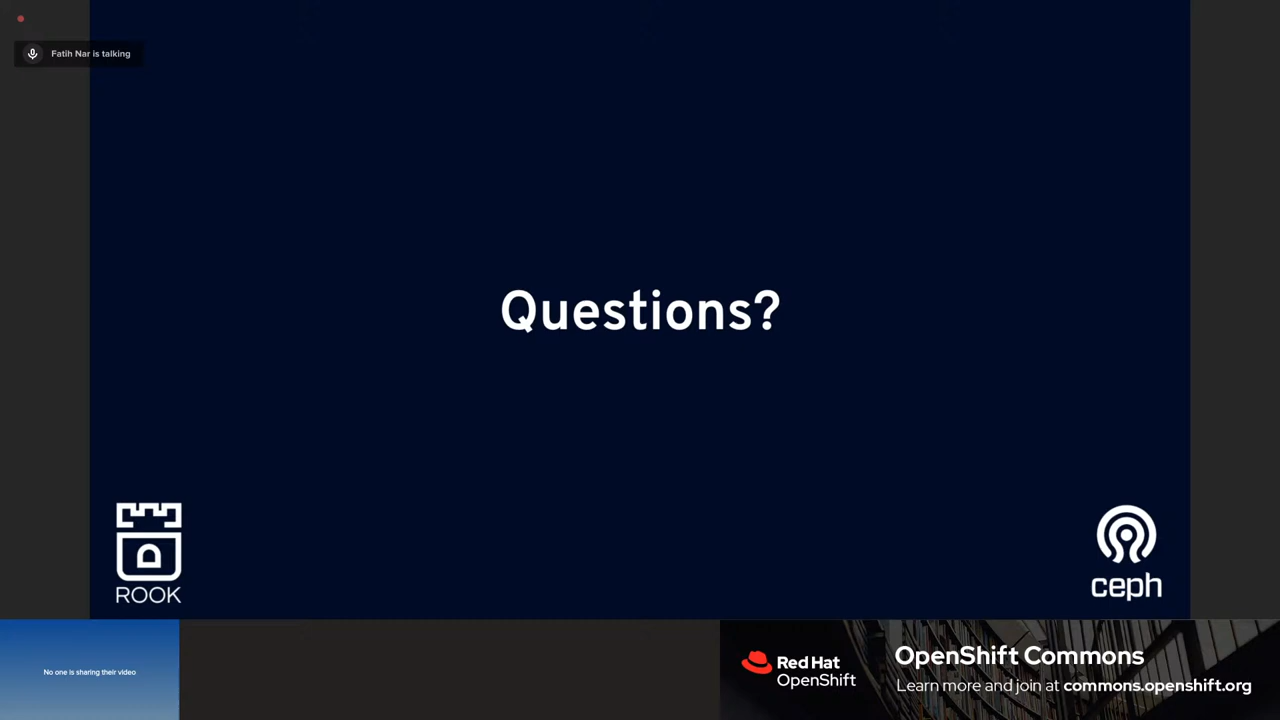 Fatih Nar is talking
Questions?
ROOK
ceph
No one is sharing their video
Red Hat
OpenShift
OpenShift Commons
Learn more and join at commons.openshift.org